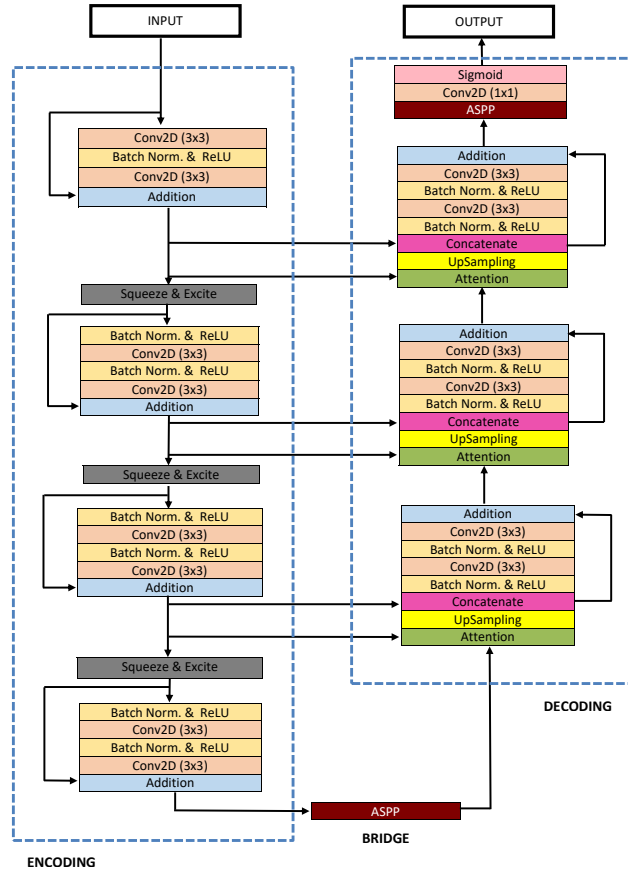 INPUT
Conv2D (3x3)
Batch Norm. & ReLU
Conv2D (3x3)
Addition
Squeeze & Excite
Batch Norm. & ReLU
Conv2D (3x3)
Batch Norm. & ReLU
Conv2D (3x3)
Addition
Squeeze & Excite
Batch Norm. & ReLU
Conv2D (3x3)
Batch Norm. & ReLU
Conv2D (3x3)
Addition
Squeeze & Excite
Batch Norm. & ReLU
Conv2D (3x3)
Batch Norm. & ReLU
Conv2D (3x3)
Addition
ENCODING
ASPP
BRIDGE
OUTPUT
Sigmoid
Conv2D (1x1)
ASPP
Addition
Conv2D (3x3)
Batch Norm. & ReLU
Conv2D (3x3)
Batch Norm. & ReLU
Concatenate
UpSampling
Attention
Addition
Conv2D (3x3)
Batch Norm. & ReLU
Conv2D (3x3)
Batch Norm. & ReLU
Concatenate
UpSampling
Attention
Addition
Conv2D (3x3)
Batch Norm. & ReLU
Conv2D (3x3)
Batch Norm. & ReLU
Concatenate
UpSampling
Attention
DECODING